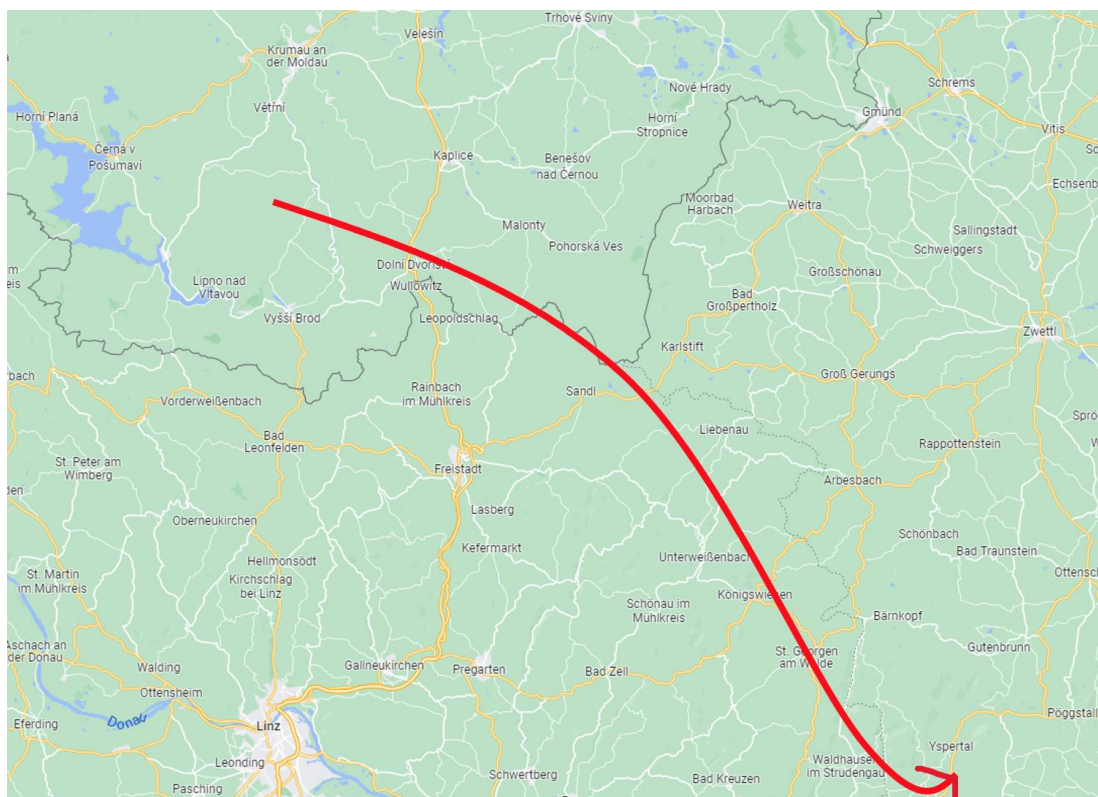 Trhové Sviny
Velešín
Krumau an
der Moldau
Schrems
Nové Hrady
Větřní
Gmünd
Horní Planá
Horní
Stropnice
Vitis
Černá v
Pošumaví
Kaplice
Benešov
nad Černou
Echsenb
Moorbad
Harbach
Weitra
Malonty
Sallingstadt
Pohorská Ves
Schweiggers
Dolní Dvořiště
Großschönau
Lipno nad
Vltavou
Wullowitz
Bad
Großpertholz
Vyšší Brod
Leopoldschlag
Zwettl
Karlstift
Groß Gerungs
Rainbach
im Mühlkreis
Sandl
Vorderweißenbach
Liebenau
Bad
Leonfelden
Rappottenstein
St. Peter am
Wimberg
Freistadt
Arbesbach
Lasberg
Oberneukirchen
Schönbach
Kefermarkt
Bad Traunstein
Unterweißenbach
Hellmonsödt
St. Martin
im Mühlkreis
Kirchschlag
bei Linz
Ottensch
Königswiesen
Schönau im
Mühlkreis
Bärnkopf
Aschach an
der Donau
Gutenbrunn
St. Georgen
am Walde
Walding
Gallneukirchen
Pregarten
Bad Zell
Ottensheim
Pöggstall
Donau
Eferding
Linz
Yspertal
Leonding
Waldhausen
im Strudengau
Schwertberg
Bad Kreuzen
Pasching